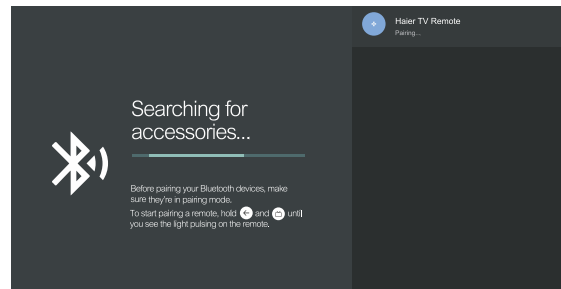 Haier TV Remote
Pairing...
Searching for
accessories...
Before pairing your Bluetooth devices, make
sure they're in pairing mode.
To start pairing a remote, hold and until
you see the light pulsing on the remote.